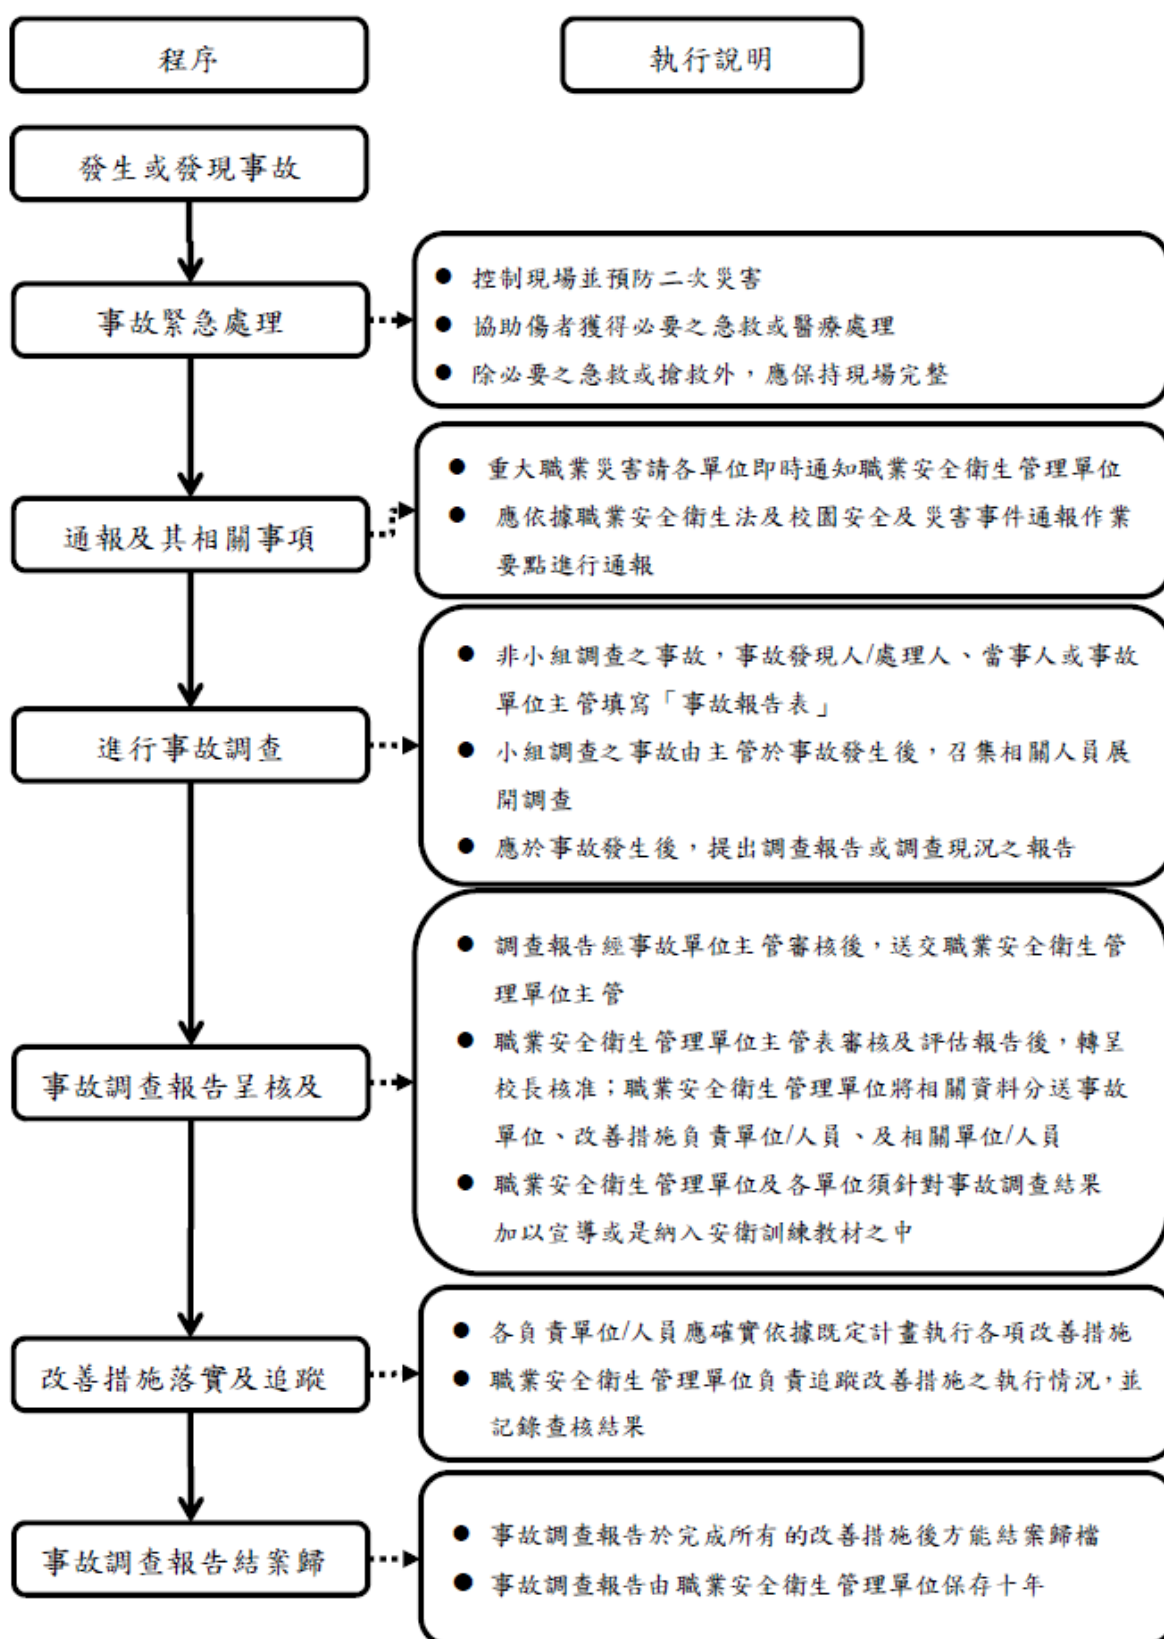 程序
執行說明
發生或發現事故
事故緊急處理
● 控制現場並預防二次災害
● 協助傷者獲得必要之急救或醫療處理
● 除必要之急救或搶救外，應保持現場完整
通報及其相關事項
● 重大職業災害請各單位即時通知職業安全衛生管理單位
● 應依據職業安全衛生法及校園安全及災害事件通報作業
要點進行通報
進行事故調查
● 非小組調查之事故，事故發現人/處理人、當事人或事故
單位主管填寫「事故報告表」
● 小組調查之事故由主管於事故發生後，召集相關人員展
開調查
● 應於事故發生後，提出調查報告或調查現況之報告
事故調查報告呈核及
● 調查報告經事故單位主管審核後，送交職業安全衛生管
理單位主管
● 職業安全衛生管理單位主管表審核及評估報告後，轉呈
校長核准；職業安全衛生管理單位將相關資料分送事故
單位、改善措施負責單位/人員、及相關單位/人員
● 職業安全衛生管理單位及各單位須針對事故調查結果
加以宣導或是納入安衛訓練教材之中
改善措施落實及追蹤
● 各負責單位/人員應確實依據既定計畫執行各項改善措施
● 職業安全衛生管理單位負責追蹤改善措施之執行情況，並
記錄查核結果
事故調查報告結案歸
● 事故調查報告於完成所有的改善措施後方能結案歸檔
● 事故調查報告由職業安全衛生管理單位保存十年